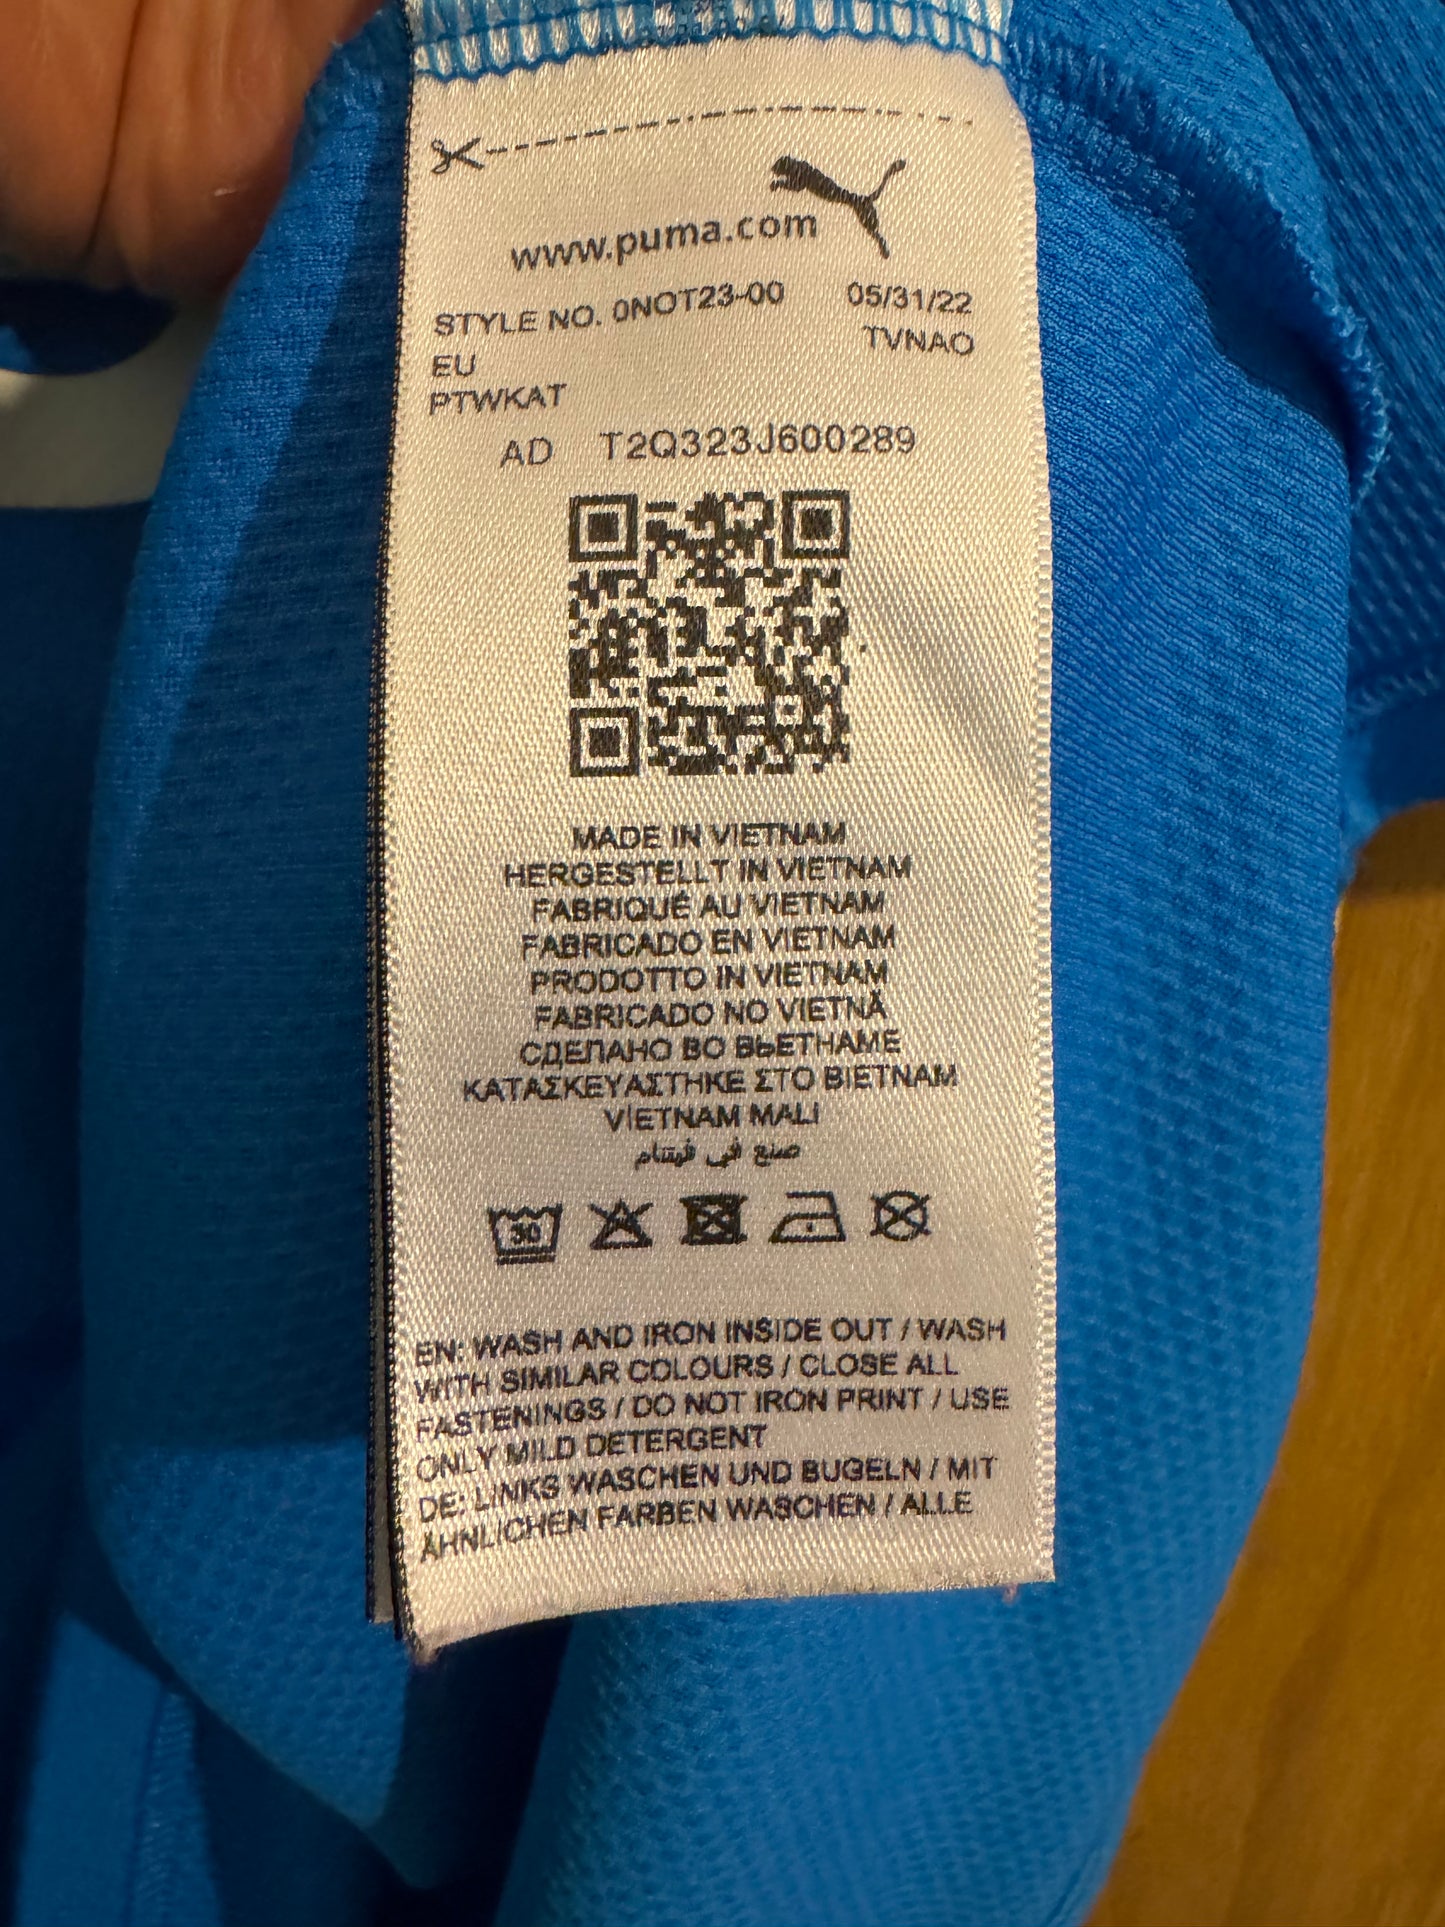 www.puma.com
STYLE NO. 0NOT23-00 05/31/22
EU TVNAO
PTWKAT
AD T2Q323J600289
MADE IN VIETNAM
HERGESTELLT IN VIETNAM
FABRIQUÉ AU VIETNAM
FABRICADO EN VIETNAM
PRODOTTO IN VIETNAM
FABRICADO NO VIETNÃ
СДЕЛАНО ВО ВЬЕТНАМЕ
ΚΑΤΑΣΚΕΥΑΣΤΗΚΕ ΣΤΟ ΒΙΕΤΝΑΜ
VIETNAM MALI
صنع في فيتنام
30
EN: WASH AND IRON INSIDE OUT / WASH
WITH SIMILAR COLOURS / CLOSE ALL
FASTENINGS / DO NOT IRON PRINT / USE
ONLY MILD DETERGENT
DE: LINKS WASCHEN UND BUGELN / MIT
ÄHNLICHEN FARBEN WASCHEN / ALLE